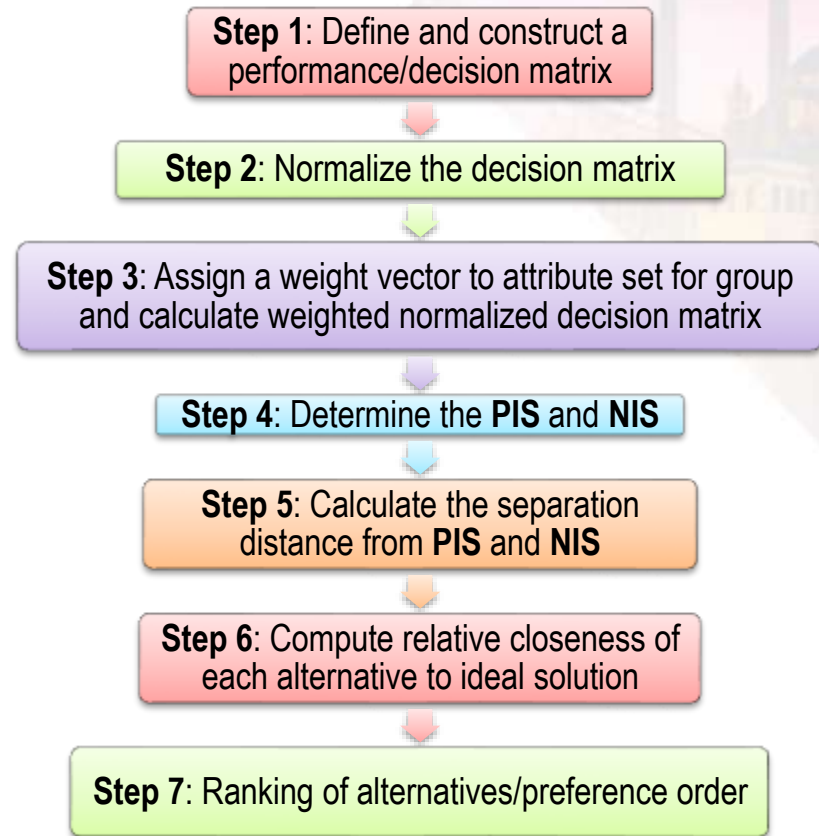 Step 1: Define and construct a
performance/decision matrix
Step 2: Normalize the decision matrix
Step 3: Assign a weight vector to attribute set for group
and calculate weighted normalized decision matrix
Step 4: Determine the PIS and NIS
Step 5: Calculate the separation
distance from PIS and NIS
Step 6: Compute relative closeness of
each alternative to ideal solution
Step 7: Ranking of alternatives/preference order